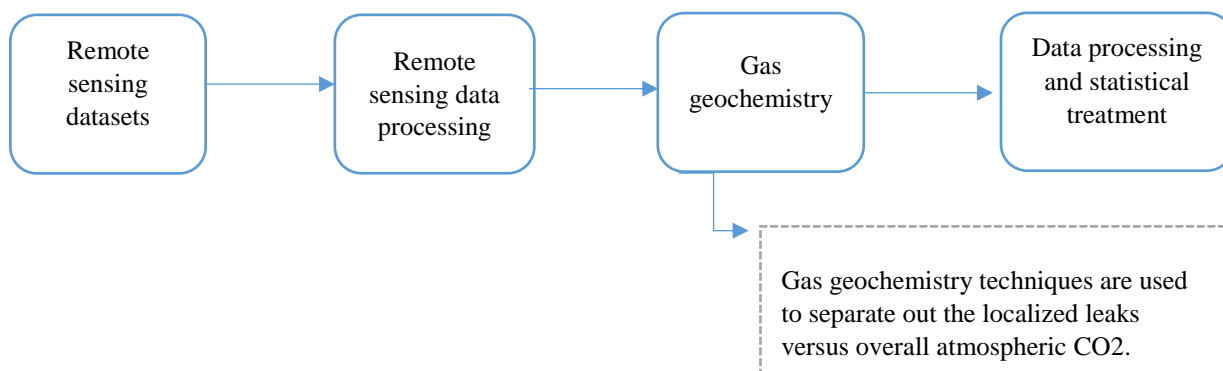 Remote
sensing
datasets
Remote
sensing data
processing
Gas
geochemistry
Data processing
and statistical
treatment
Gas geochemistry techniques are used
to separate out the localized leaks
versus overall atmospheric CO2.